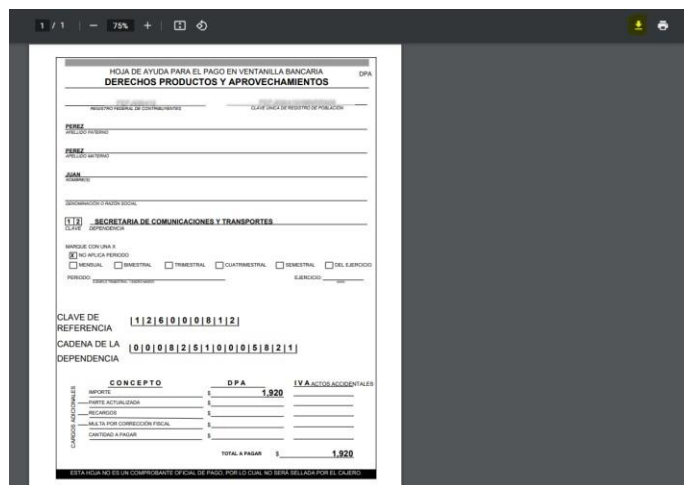 1 / 1 | − 75% +
HOJA DE AYUDA PARA EL PAGO EN VENTANILLA BANCARIA
DPA
DERECHOS PRODUCTOS Y APROVECHAMIENTOS
REGISTRO FEDERAL DE CONTRIBUYENTES CLAVE ÚNICA DE REGISTRO DE POBLACIÓN
PEREZ
APELLIDO PATERNO
PEREZ
APELLIDO MATERNO
JUAN
NOMBRE(S)
DENOMINACIÓN O RAZÓN SOCIAL
1 2 SECRETARIA DE COMUNICACIONES Y TRANSPORTES
CLAVE DEPENDENCIA
MARQUE CON UNA X
X NO APLICA PERIODO
MENSUAL BIMESTRAL TRIMESTRAL CUATRIMESTRAL SEMESTRAL DEL EJERCICIO
PERIODO: EJERCICIO:
CLAVE DE REFERENCIA
|1|2|6|0|0|0|8|1|2|
CADENA DE LA DEPENDENCIA
|0|0|0|8|2|5|1|0|0|0|5|8|2|1|
CONCEPTO DPA IVA ACTOS ACCIDENTALES
CARGOS ADICIONALES
IMPORTE $ 1,920
PARTE ACTUALIZADA $
RECARGOS $
MULTA POR CORRECCIÓN FISCAL $
CANTIDAD A PAGAR $
TOTAL A PAGAR $ 1,920
ESTA HOJA NO ES UN COMPROBANTE OFICIAL DE PAGO, POR LO CUAL NO SERÁ SELLADA POR EL CAJERO